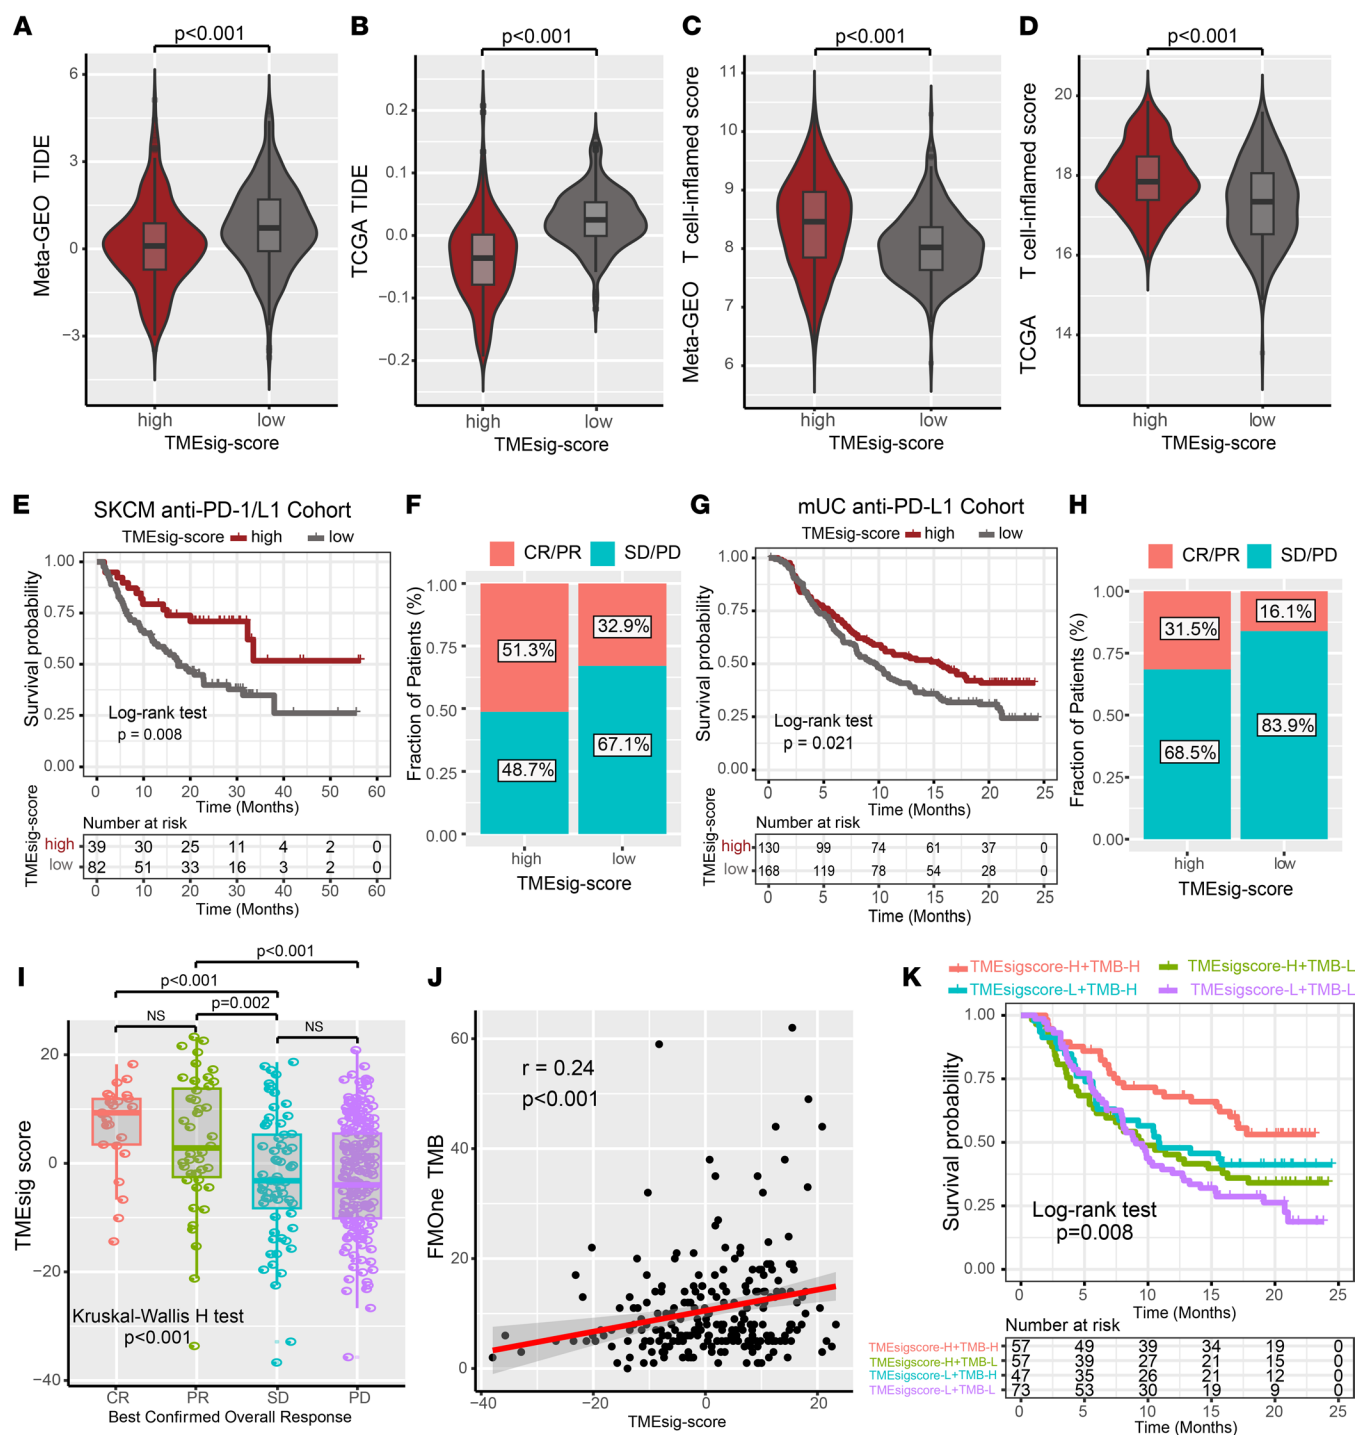 A
p<0.001
Meta-GEO TIDE
6
3
0
−3
high low
TMEsig-score
B
p<0.001
TCGA TIDE
0.2
0.1
0.0
−0.1
−0.2
high low
TMEsig-score
C
p<0.001
Meta-GEO T cell-inflamed score
11
10
9
8
7
6
high low
TMEsig-score
D
p<0.001
TCGA T cell-inflamed score
20
18
16
14
high low
TMEsig-score
E
SKCM anti-PD-1/L1 Cohort
TMEsig-score high low
Survival probability
1.00
0.75
0.50
0.25
0.00
Log-rank test
p = 0.008
0 10 20 30 40 50 60
Time (Months)
TMEsig-score
Number at risk
high 39 30 25 11 4 2 0
low 82 51 33 16 3 2 0
0 10 20 30 40 50 60
Time (Months)
F
CR/PR SD/PD
Fraction of Patients (%)
1.00
0.75
0.50
0.25
0.00
51.3%
48.7%
32.9%
67.1%
high low
TMEsig-score
G
mUC anti-PD-L1 Cohort
TMEsig-score high low
Survival probability
1.00
0.75
0.50
0.25
0.00
Log-rank test
p = 0.021
0 5 10 15 20 25
Time (Months)
TMEsig-score
Number at risk
high 130 99 74 61 37 0
low 168 119 78 54 28 0
0 5 10 15 20 25
Time (Months)
H
CR/PR SD/PD
Fraction of Patients (%)
1.00
0.75
0.50
0.25
0.00
31.5%
68.5%
16.1%
83.9%
high low
TMEsig-score
I
p<0.001
p<0.001
p=0.002
NS
NS
TMEsig score
20
0
−20
−40
Kruskal-Wallis H test
p<0.001
CR PR SD PD
Best Confirmed Overall Response
J
FMOne TMB
60
40
20
0
r = 0.24
p<0.001
−40 −20 0 20
TMEsig-score
K
TMEsigscore-H+TMB-H TMEsigscore-H+TMB-L
TMEsigscore-L+TMB-H TMEsigscore-L+TMB-L
Survival probability
1.00
0.75
0.50
0.25
0.00
Log-rank test
p=0.008
0 5 10 15 20 25
Time (Months)
Number at risk
TMEsigscore-H+TMB-H 57 49 39 34 19 0
TMEsigscore-H+TMB-L 57 39 27 21 15 0
TMEsigscore-L+TMB-H 47 35 26 21 12 0
TMEsigscore-L+TMB-L 73 53 30 19 9 0
0 5 10 15 20 25
Time (Months)